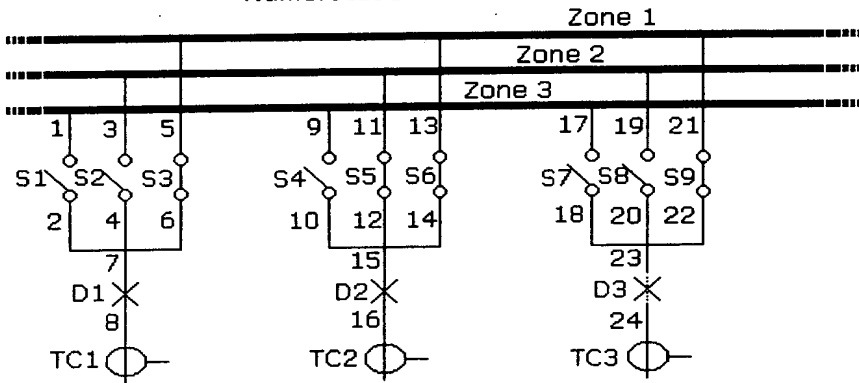 Zone 1
Zone 2
Zone 3
1 3 5 9 11 13 17 19 21
S1 S2 S3 S4 S5 S6 S7 S8 S9
2 4 6 10 12 14 18 20 22
7 15 23
D1 D2 D3
8 16 24
TC1 TC2 TC3